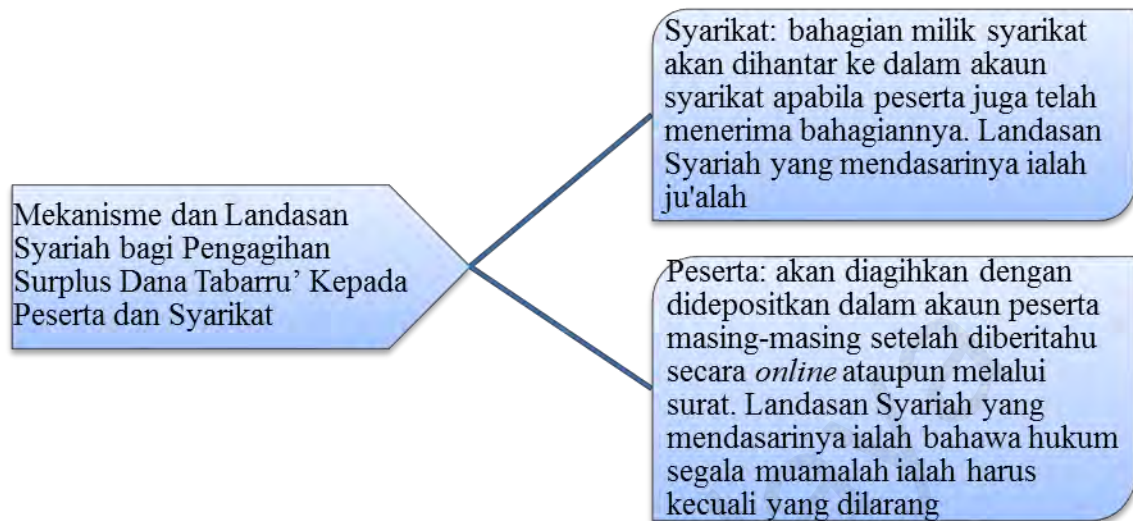 Mekanisme dan Landasan
Syariah bagi Pengagihan
Surplus Dana Tabarru’ Kepada
Peserta dan Syarikat
Syarikat: bahagian milik syarikat
akan dihantar ke dalam akaun
syarikat apabila peserta juga telah
menerima bahagiannya. Landasan
Syariah yang mendasarinya ialah
ju'alah
Peserta: akan diagihkan dengan
didepositkan dalam akaun peserta
masing-masing setelah diberitahu
secara online ataupun melalui
surat. Landasan Syariah yang
mendasarinya ialah bahawa hukum
segala muamalah ialah harus
kecuali yang dilarang